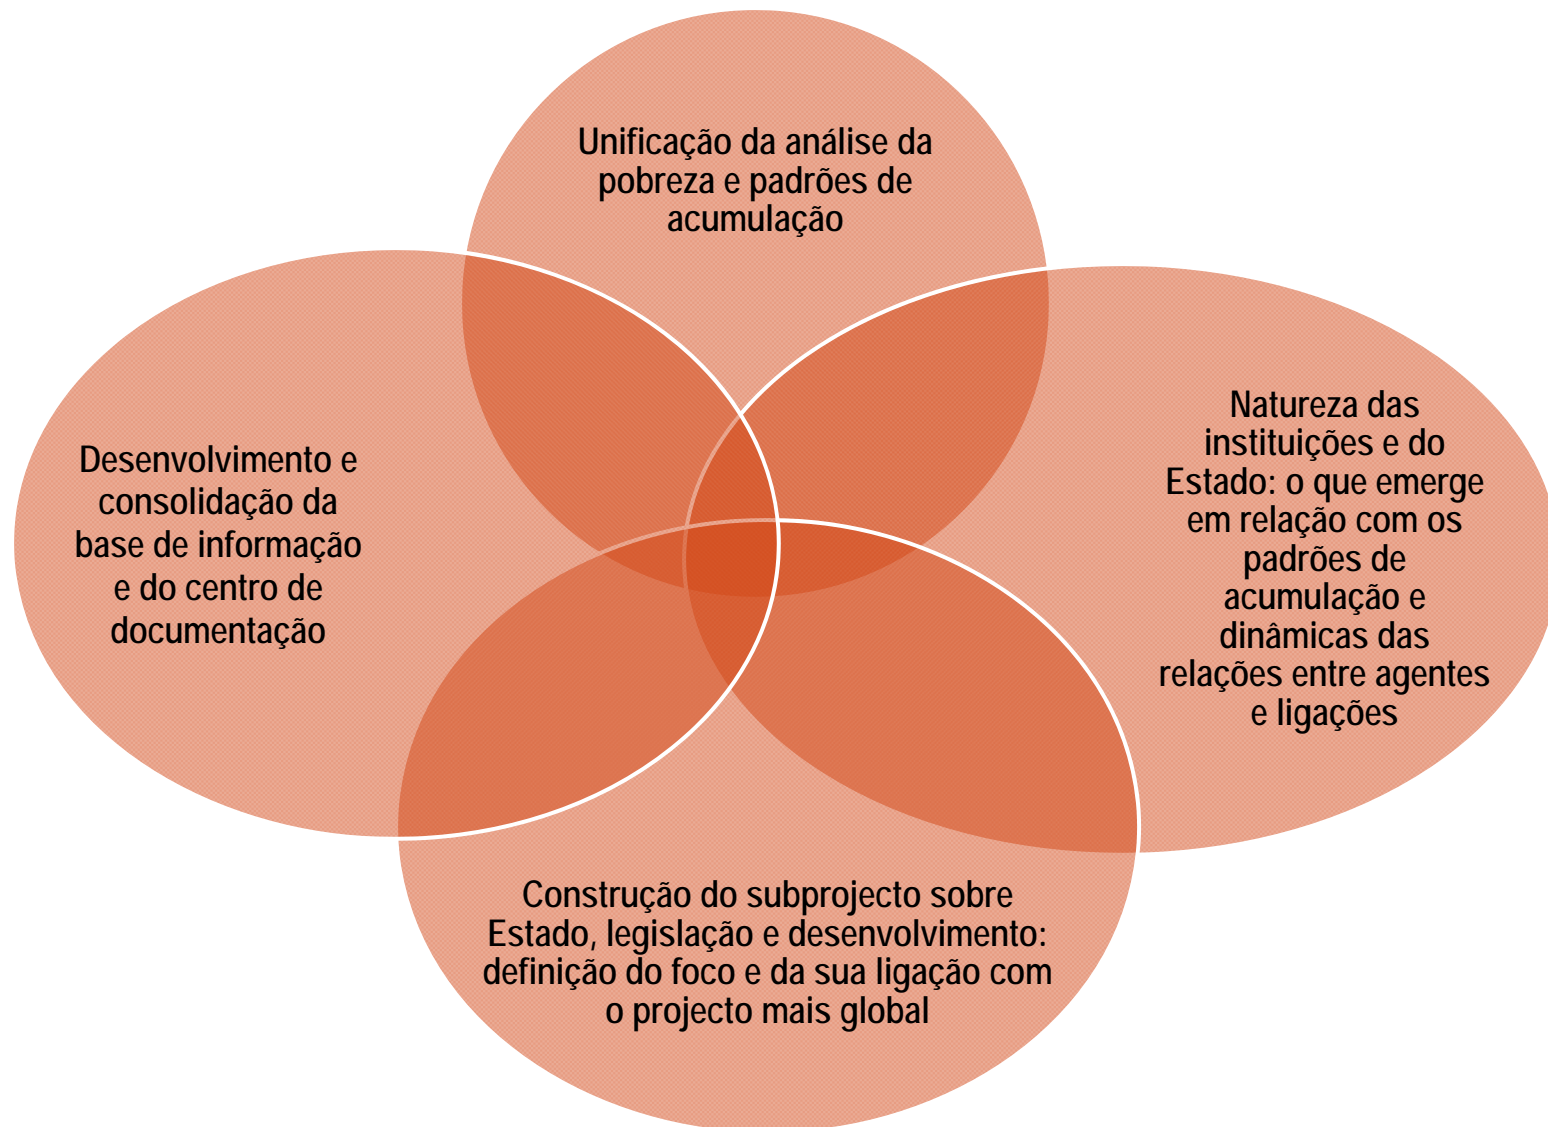 Unificação da análise da
pobreza e padrões de
acumulação
Desenvolvimento e
consolidação da
base de informação
e do centro de
documentação
Natureza das
instituições e do
Estado: o que emerge
em relação com os
padrões de
acumulação e
dinâmicas das
relações entre agentes
e ligações
Construção do subprojecto sobre
Estado, legislação e desenvolvimento:
definição do foco e da sua ligação com
o projecto mais global